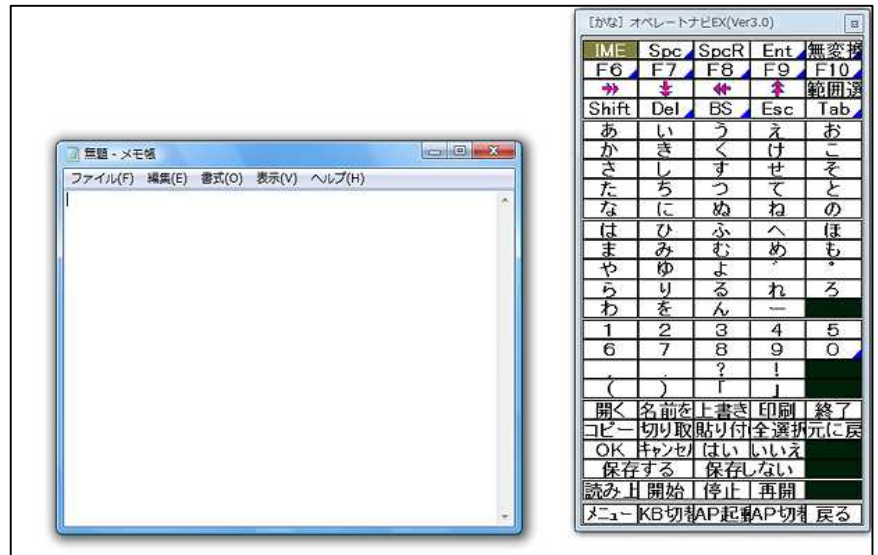 無題 - メモ帳
ファイル(F) 編集(E) 書式(O) 表示(V) ヘルプ(H)
[かな] オペレートナビEX(Ver3.0)
IME Spc SpcR Ent 無変換
F6 F7 F8 F9 F10
範囲選
Shift Del BS Esc Tab
あ い う え お
か き く け こ
さ し す せ そ
た ち つ て と
な に ぬ ね の
は ひ ふ へ ほ
ま み む め も
や ゆ よ ゛ ゜
ら り る れ ろ
わ を ん ー
1 2 3 4 5
6 7 8 9 0
, . ? !
( ) 「 」
開く 名前を 上書き 印刷 終了
コピー 切り取 貼り付 全選択 元に戻
OK キャンセル はい いいえ
保存する 保存しない
読み上 開始 停止 再開
メニュー KB切替 AP起動 AP切替 戻る